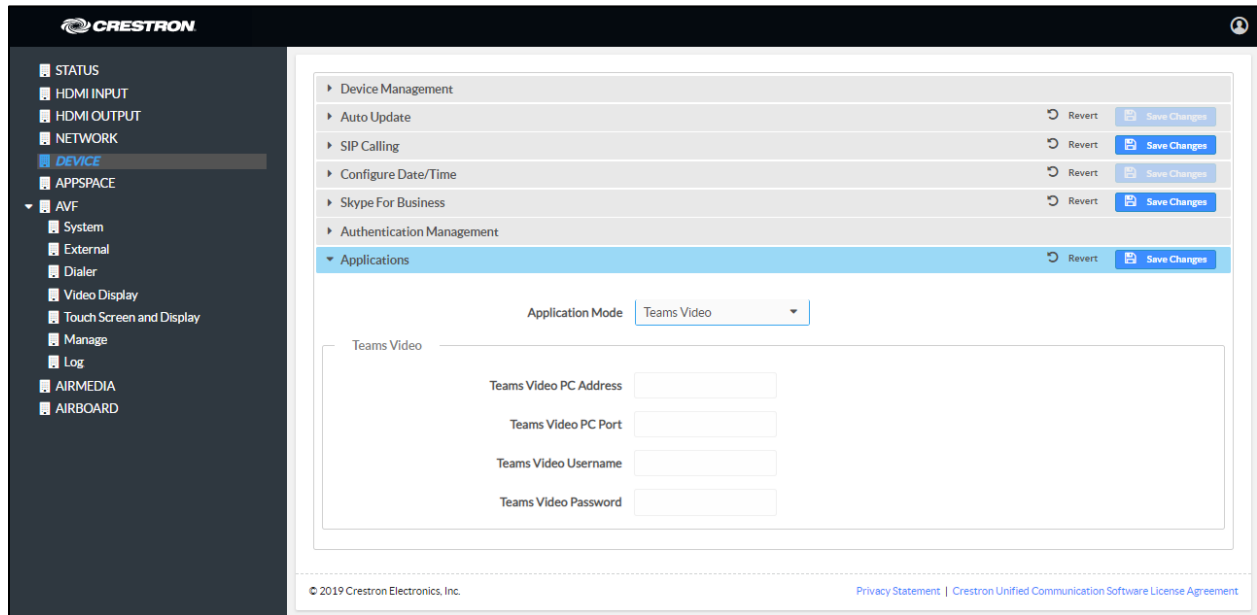 CRESTRON
STATUS
HDMI INPUT
HDMI OUTPUT
NETWORK
DEVICE
APPSPACE
AVF
System
External
Dialer
Video Display
Touch Screen and Display
Manage
Log
AIRMEDIA
AIRBOARD
Device Management
Auto Update Revert Save Changes
SIP Calling Revert Save Changes
Configure Date/Time Revert Save Changes
Skype For Business Revert Save Changes
Authentication Management
Applications Revert Save Changes
Application Mode Teams Video
Teams Video
Teams Video PC Address
Teams Video PC Port
Teams Video Username
Teams Video Password
© 2019 Crestron Electronics, Inc. Privacy Statement | Crestron Unified Communication Software License Agreement